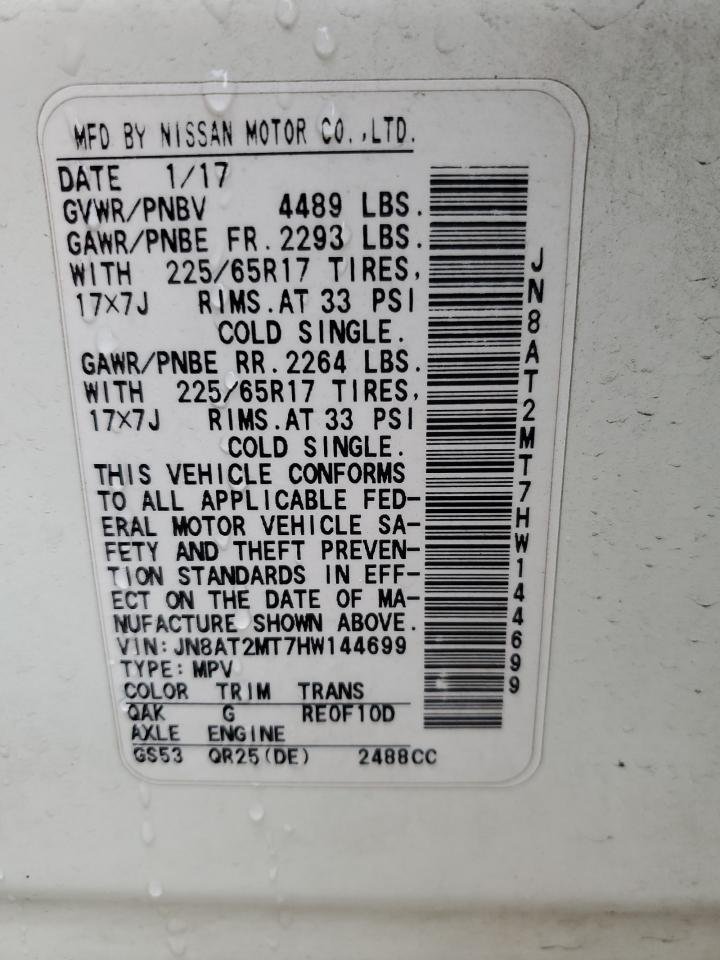 MFD BY NISSAN MOTOR CO.,LTD.
DATE 1/17
GVWR/PNBV 4489 LBS.
GAWR/PNBE FR.2293 LBS.
WITH 225/65R17 TIRES,
17X7J RIMS.AT 33 PSI
COLD SINGLE.
GAWR/PNBE RR.2264 LBS.
WITH 225/65R17 TIRES,
17X7J RIMS.AT 33 PSI
COLD SINGLE.
THIS VEHICLE CONFORMS
TO ALL APPLICABLE FED-
ERAL MOTOR VEHICLE SA-
FETY AND THEFT PREVEN-
TION STANDARDS IN EFF-
ECT ON THE DATE OF MA-
NUFACTURE SHOWN ABOVE.
VIN:JN8AT2MT7HW144699
TYPE:MPV
COLOR TRIM TRANS
QAK G RE0F10D
AXLE ENGINE
GS53 QR25(DE) 2488CC
JN8AT2MT7HW144699